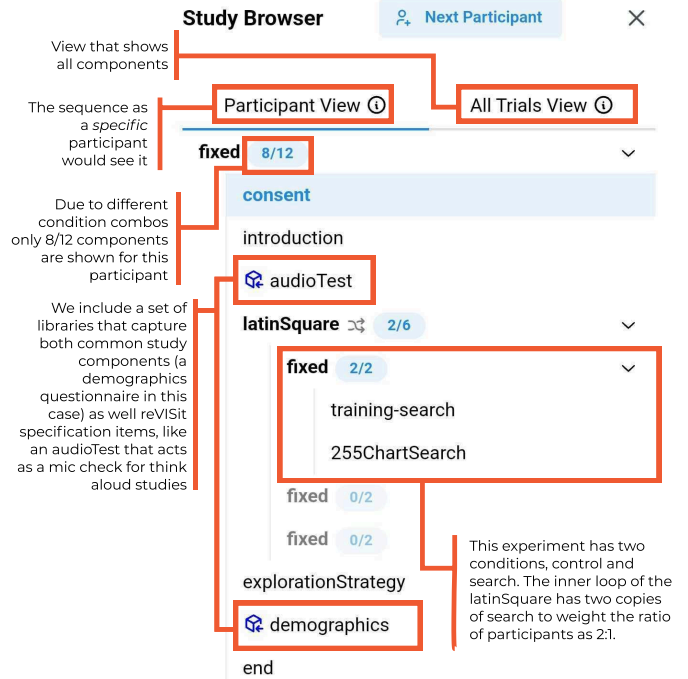 Study Browser
Next Participant
View that shows
all components
Participant View
All Trials View
The sequence as
a specific
participant
would see it
fixed 8/12
consent
Due to different
condition combos
only 8/12 components
are shown for this
participant
introduction
audioTest
We include a set of
libraries that capture
both common study
components (a
demographics
questionnaire in this
case) as well reVISit
specification items, like
an audioTest that acts
as a mic check for think
aloud studies
latinSquare 2/6
fixed 2/2
training-search
255ChartSearch
fixed 0/2
fixed 0/2
This experiment has two
conditions, control and
search. The inner loop of the
latinSquare has two copies
of search to weight the ratio
of participants as 2:1.
explorationStrategy
demographics
end